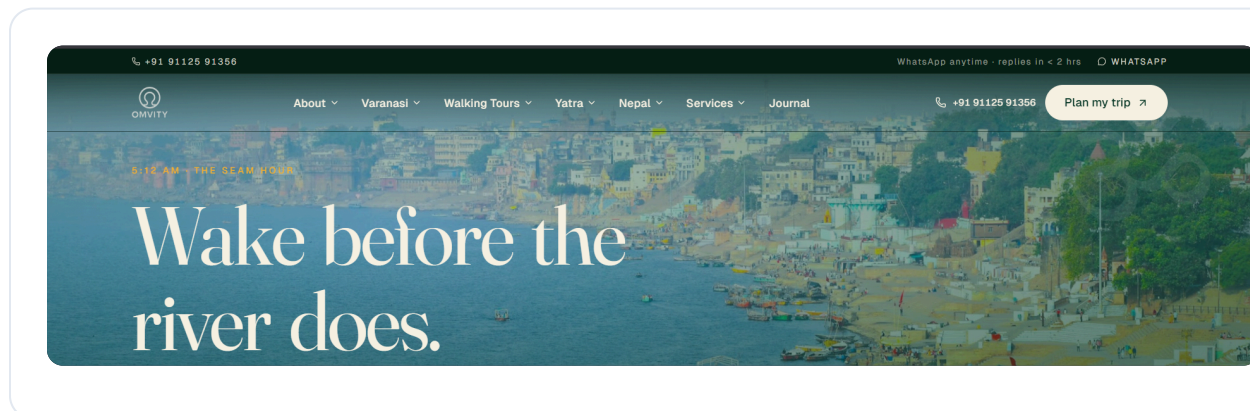 +91 91125 91356
WhatsApp anytime · replies in < 2 hrs WHATSAPP
OMVITY
About Varanasi Walking Tours Yatra Nepal Services Journal
+91 91125 91356
Plan my trip
5:12 AM · THE SEAM HOUR
Wake before the
river does.